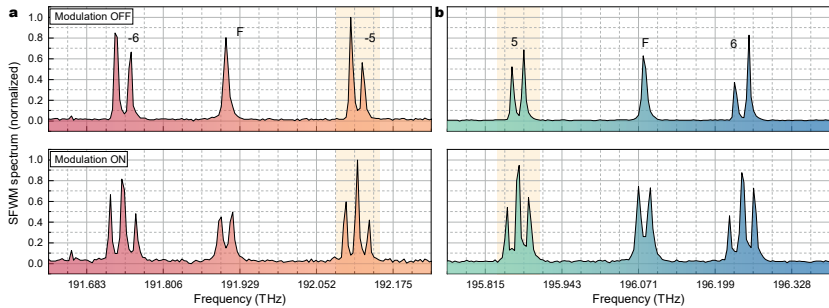 a
b
Modulation OFF
-6
F
-5
5
F
6
1.0
0.8
0.6
0.4
0.2
0.0
SFWM spectrum (normalized)
Modulation ON
1.0
0.8
0.6
0.4
0.2
0.0
191.683 191.806 191.929 192.052 192.175
195.815 195.943 196.071 196.199 196.328
Frequency (THz)
Frequency (THz)